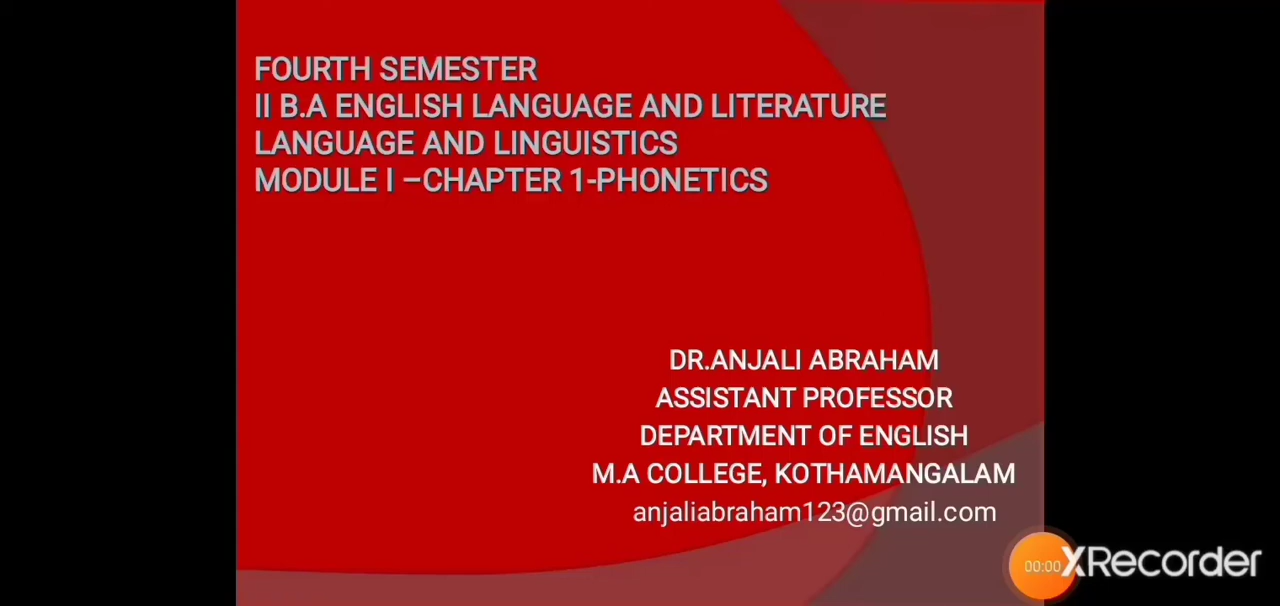 FOURTH SEMESTER
II B.A ENGLISH LANGUAGE AND LITERATURE
LANGUAGE AND LINGUISTICS
MODULE I –CHAPTER 1-PHONETICS
DR.ANJALI ABRAHAM
ASSISTANT PROFESSOR
DEPARTMENT OF ENGLISH
M.A COLLEGE, KOTHAMANGALAM
anjaliabraham123@gmail.com
00:00 XRecorder